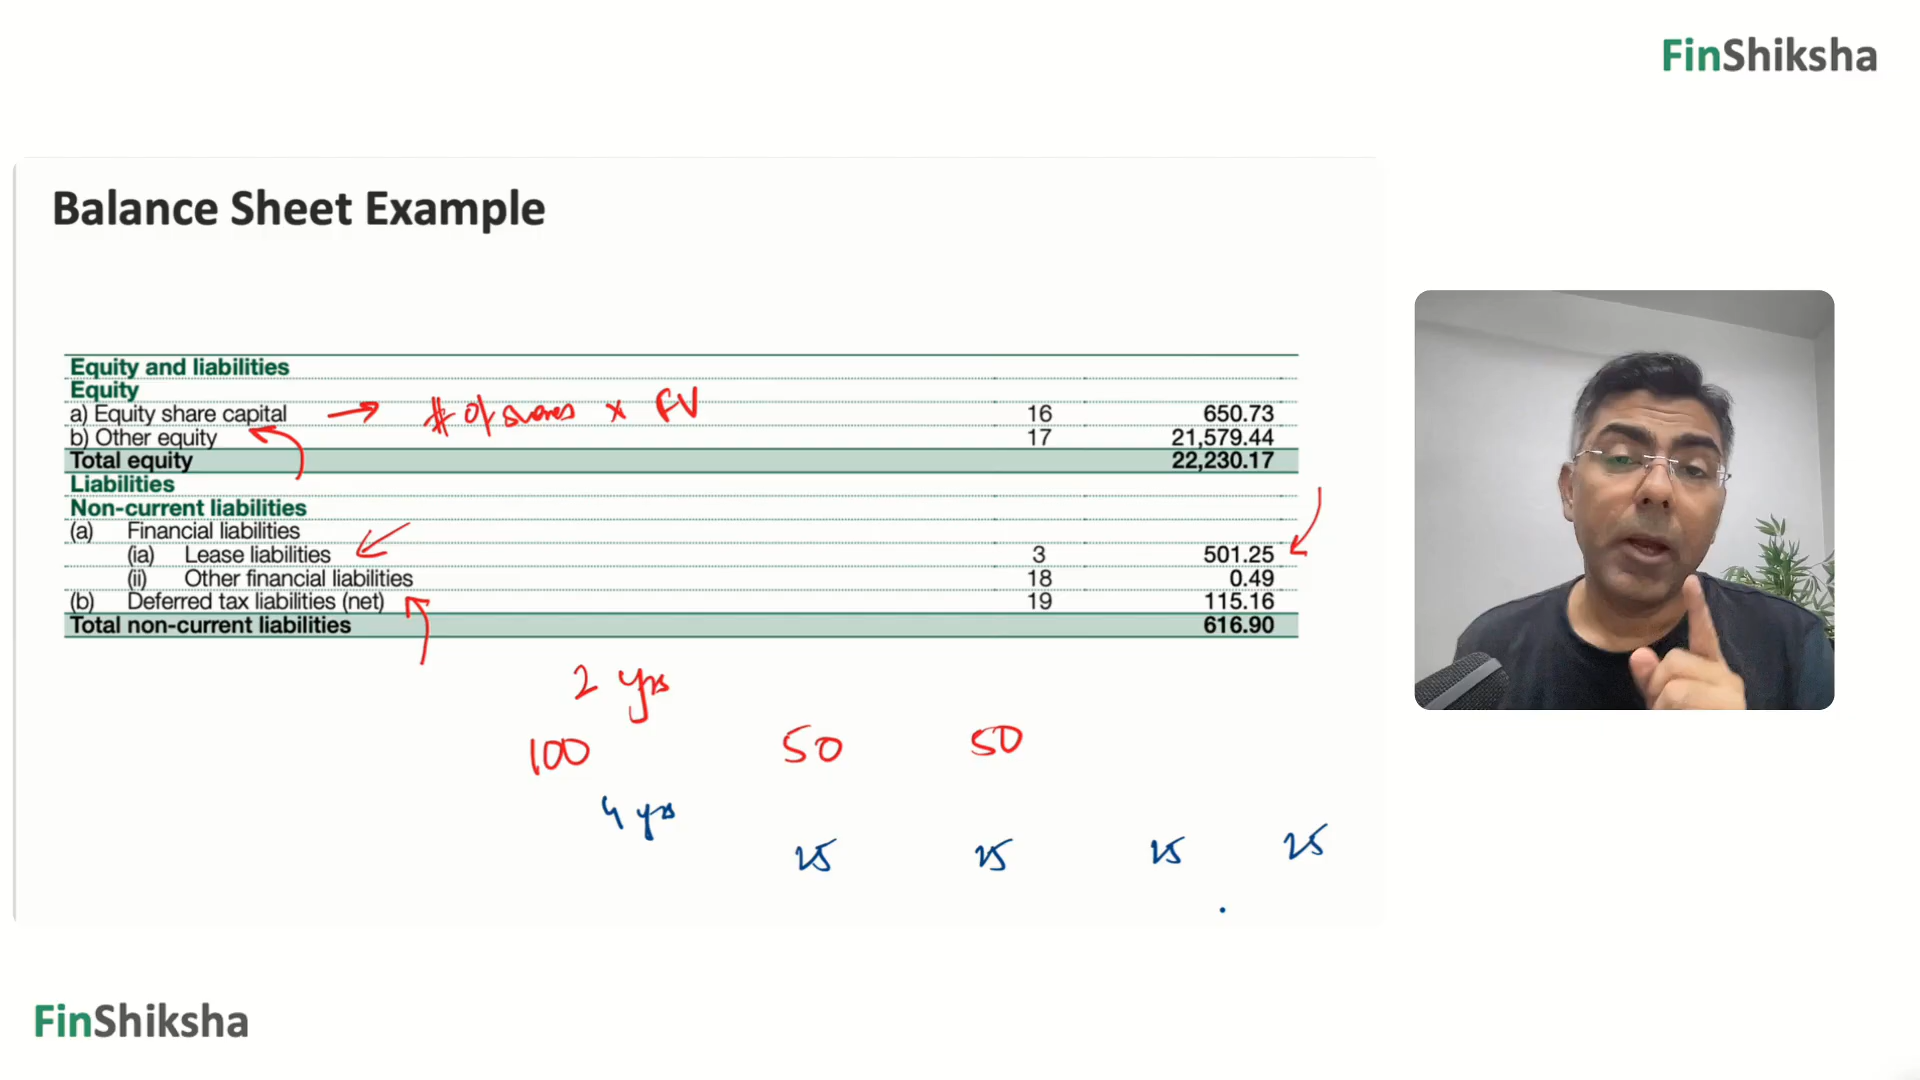 FinShiksha
Balance Sheet Example
Equity and liabilities
Equity
a) Equity share capital → # of shares × FV 16 650.73
b) Other equity 17 21,579.44
Total equity 22,230.17
Liabilities
Non-current liabilities
(a) Financial liabilities
(ia) Lease liabilities 3 501.25
(ii) Other financial liabilities 18 0.49
(b) Deferred tax liabilities (net) 19 115.16
Total non-current liabilities 616.90
2 yrs
100 50 50
4 yrs
25 25 25 25
FinShiksha